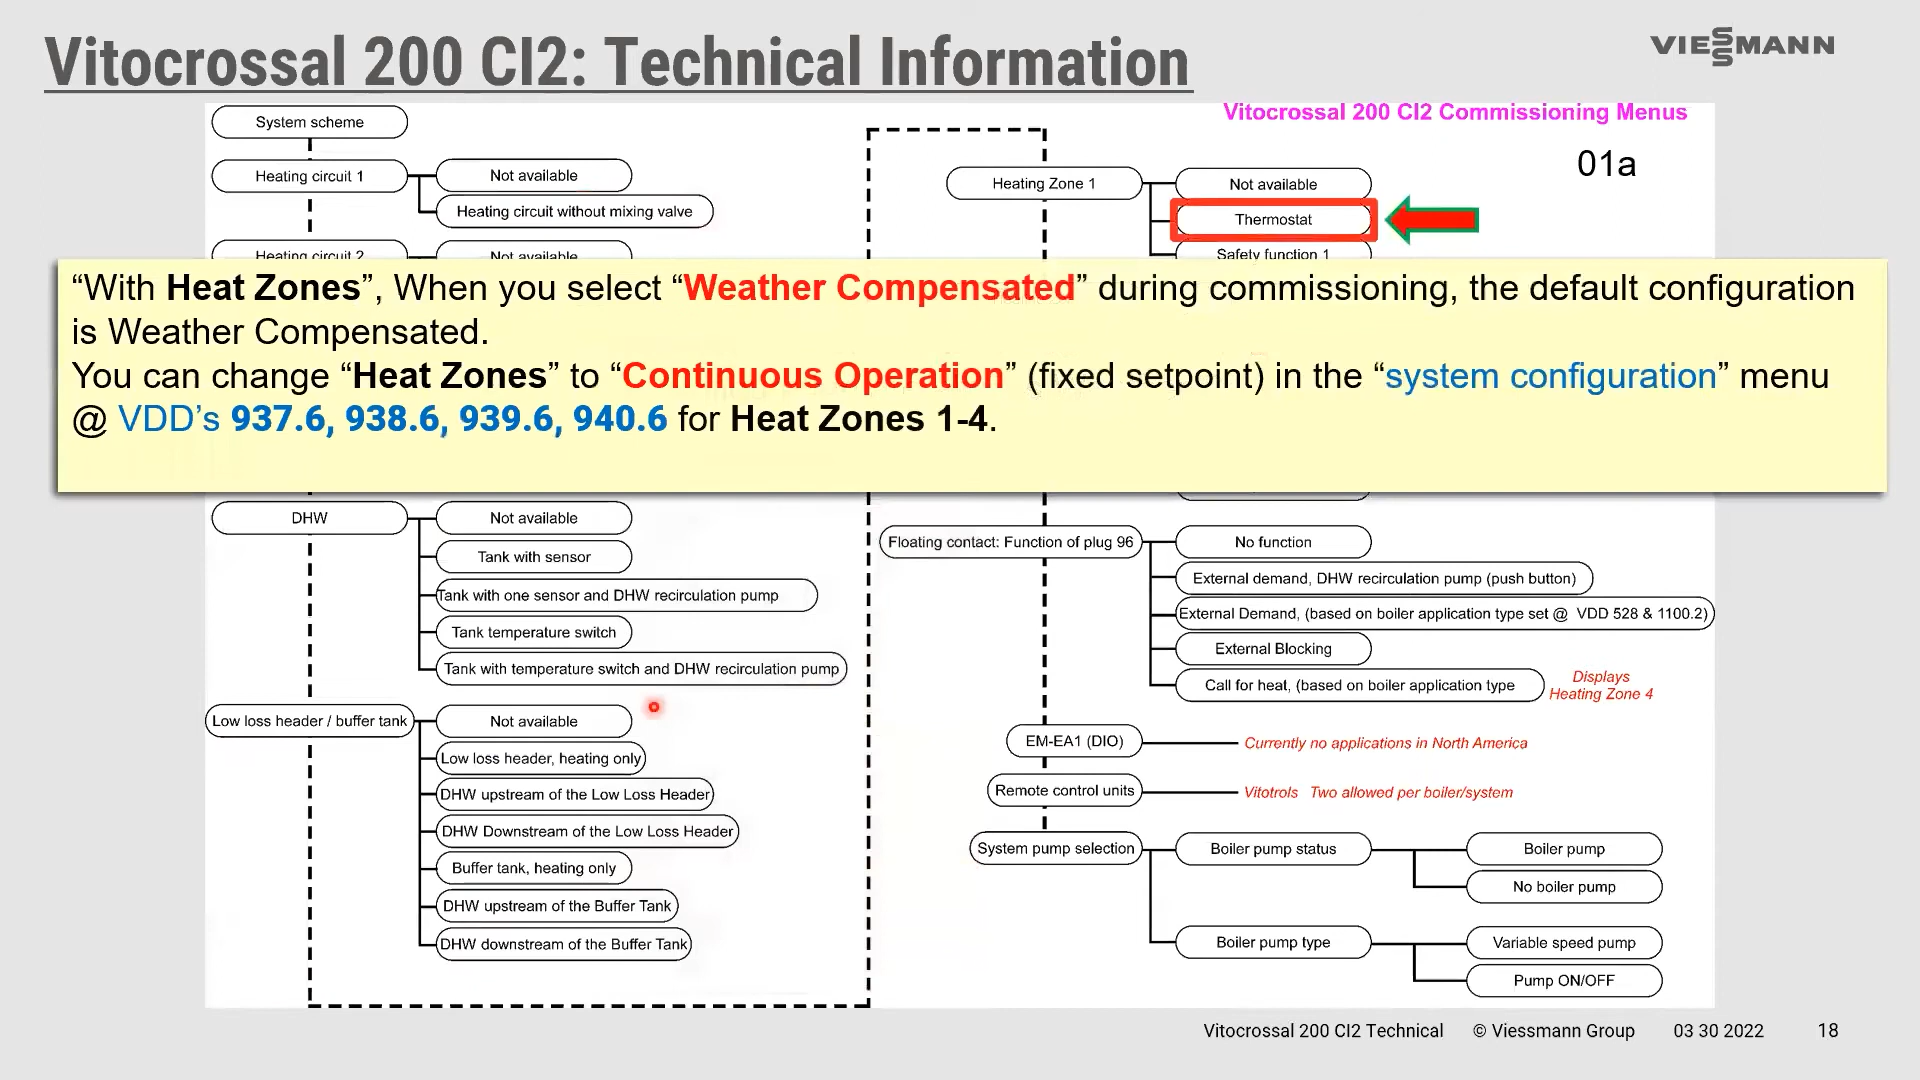 Vitocrossal 200 CI2: Technical Information
VIESSMANN
Vitocrossal 200 CI2 Commissioning Menus
01a
System scheme
Heating circuit 1
Not available
Heating circuit without mixing valve
Heating circuit 2
Not available
Heating Zone 1
Not available
Thermostat
Safety function 1
“With Heat Zones”, When you select “Weather Compensated” during commissioning, the default configuration
is Weather Compensated.
You can change “Heat Zones” to “Continuous Operation” (fixed setpoint) in the “system configuration” menu
@ VDD’s 937.6, 938.6, 939.6, 940.6 for Heat Zones 1-4.
DHW
Not available
Tank with sensor
Tank with one sensor and DHW recirculation pump
Tank temperature switch
Tank with temperature switch and DHW recirculation pump
Low loss header / buffer tank
Not available
Low loss header, heating only
DHW upstream of the Low Loss Header
DHW Downstream of the Low Loss Header
Buffer tank, heating only
DHW upstream of the Buffer Tank
DHW downstream of the Buffer Tank
Floating contact: Function of plug 96
No function
External demand, DHW recirculation pump (push button)
External Demand, (based on boiler application type set @ VDD 528 & 1100.2)
External Blocking
Call for heat, (based on boiler application type
Displays
Heating Zone 4
EM-EA1 (DIO)
Currently no applications in North America
Remote control units
Vitotrols Two allowed per boiler/system
System pump selection
Boiler pump status
Boiler pump
No boiler pump
Boiler pump type
Variable speed pump
Pump ON/OFF
Vitocrossal 200 CI2 Technical © Viessmann Group 03 30 2022 18